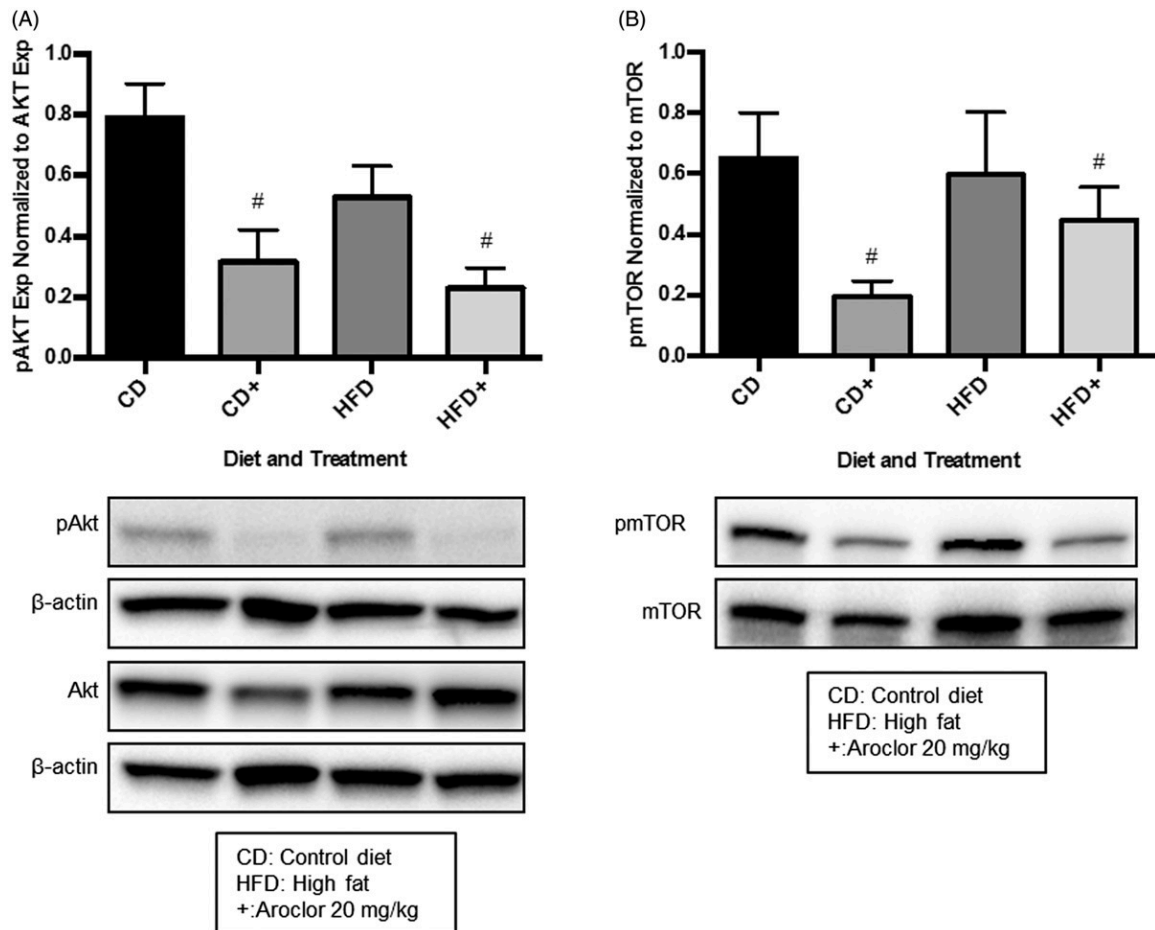 (A)
pAKT Exp Normalized to AKT Exp
1.0
0.8
0.6
0.4
0.2
0.0
#
#
CD
CD+
HFD
HFD+
Diet and Treatment
pAkt
β-actin
Akt
β-actin
CD: Control diet
HFD: High fat
+:Aroclor 20 mg/kg
(B)
pmTOR Normalized to mTOR
1.0
0.8
0.6
0.4
0.2
0.0
#
#
CD
CD+
HFD
HFD+
Diet and Treatment
pmTOR
mTOR
CD: Control diet
HFD: High fat
+:Aroclor 20 mg/kg